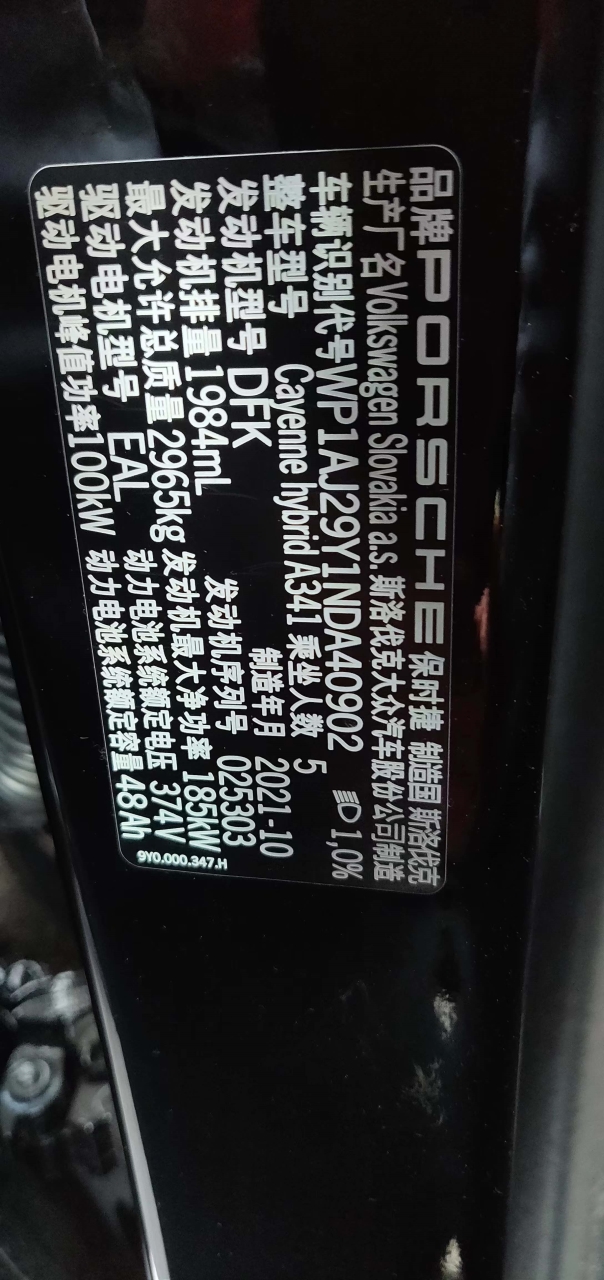 品牌 PORSCHE 保时捷 制造国 斯洛伐克
生产厂名 Volkswagen Slovakia a.s. 斯洛伐克大众汽车股份公司制造
车辆识别代号 WP1AJ29Y1NDA40902 1,0%
整车型号 Cayenne hybrid A341 乘坐人数 5
发动机型号 DFK 制造年月 2021-10
发动机排量 1984mL 发动机序列号 025303
最大允许总质量 2965kg 发动机最大净功率 185kW
驱动电机型号 EAL 动力电池系统额定电压 374V
驱动电机峰值功率 100kW 动力电池系统额定容量 48Ah
9Y0.000.347.H